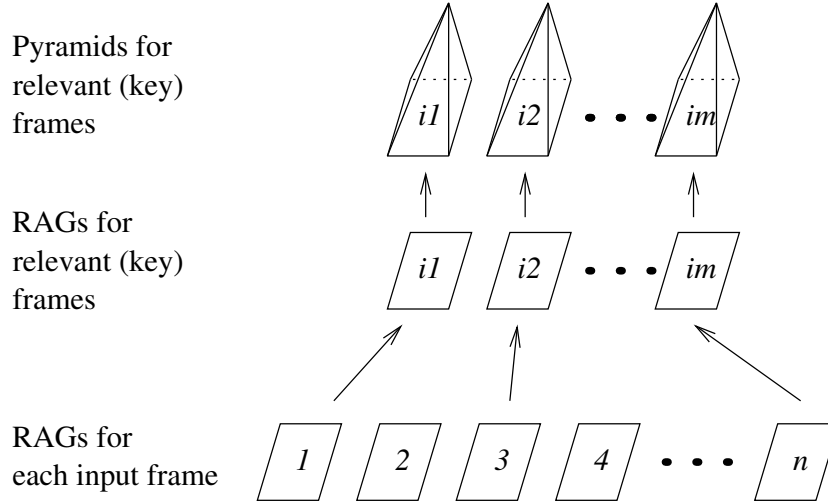 Pyramids for
relevant (key)
frames
i1 i2 im
RAGs for
relevant (key)
frames
i1 i2 im
RAGs for
each input frame
1 2 3 4 n